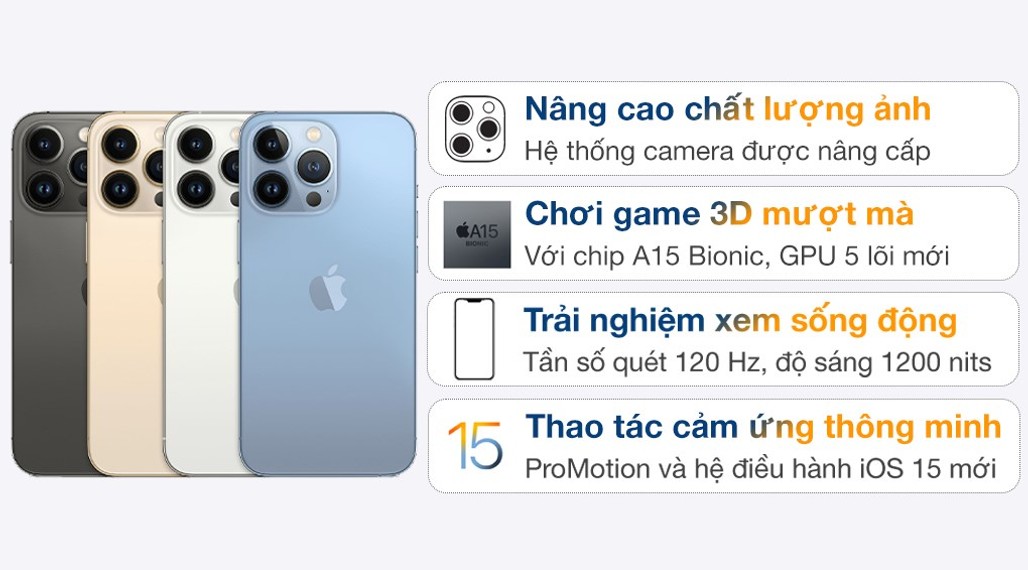 Nâng cao chất lượng ảnh
Hệ thống camera được nâng cấp
A15
BIONIC
Chơi game 3D mượt mà
Với chip A15 Bionic, GPU 5 lõi mới
Trải nghiệm xem sống động
Tần số quét 120 Hz, độ sáng 1200 nits
15
Thao tác cảm ứng thông minh
ProMotion và hệ điều hành iOS 15 mới